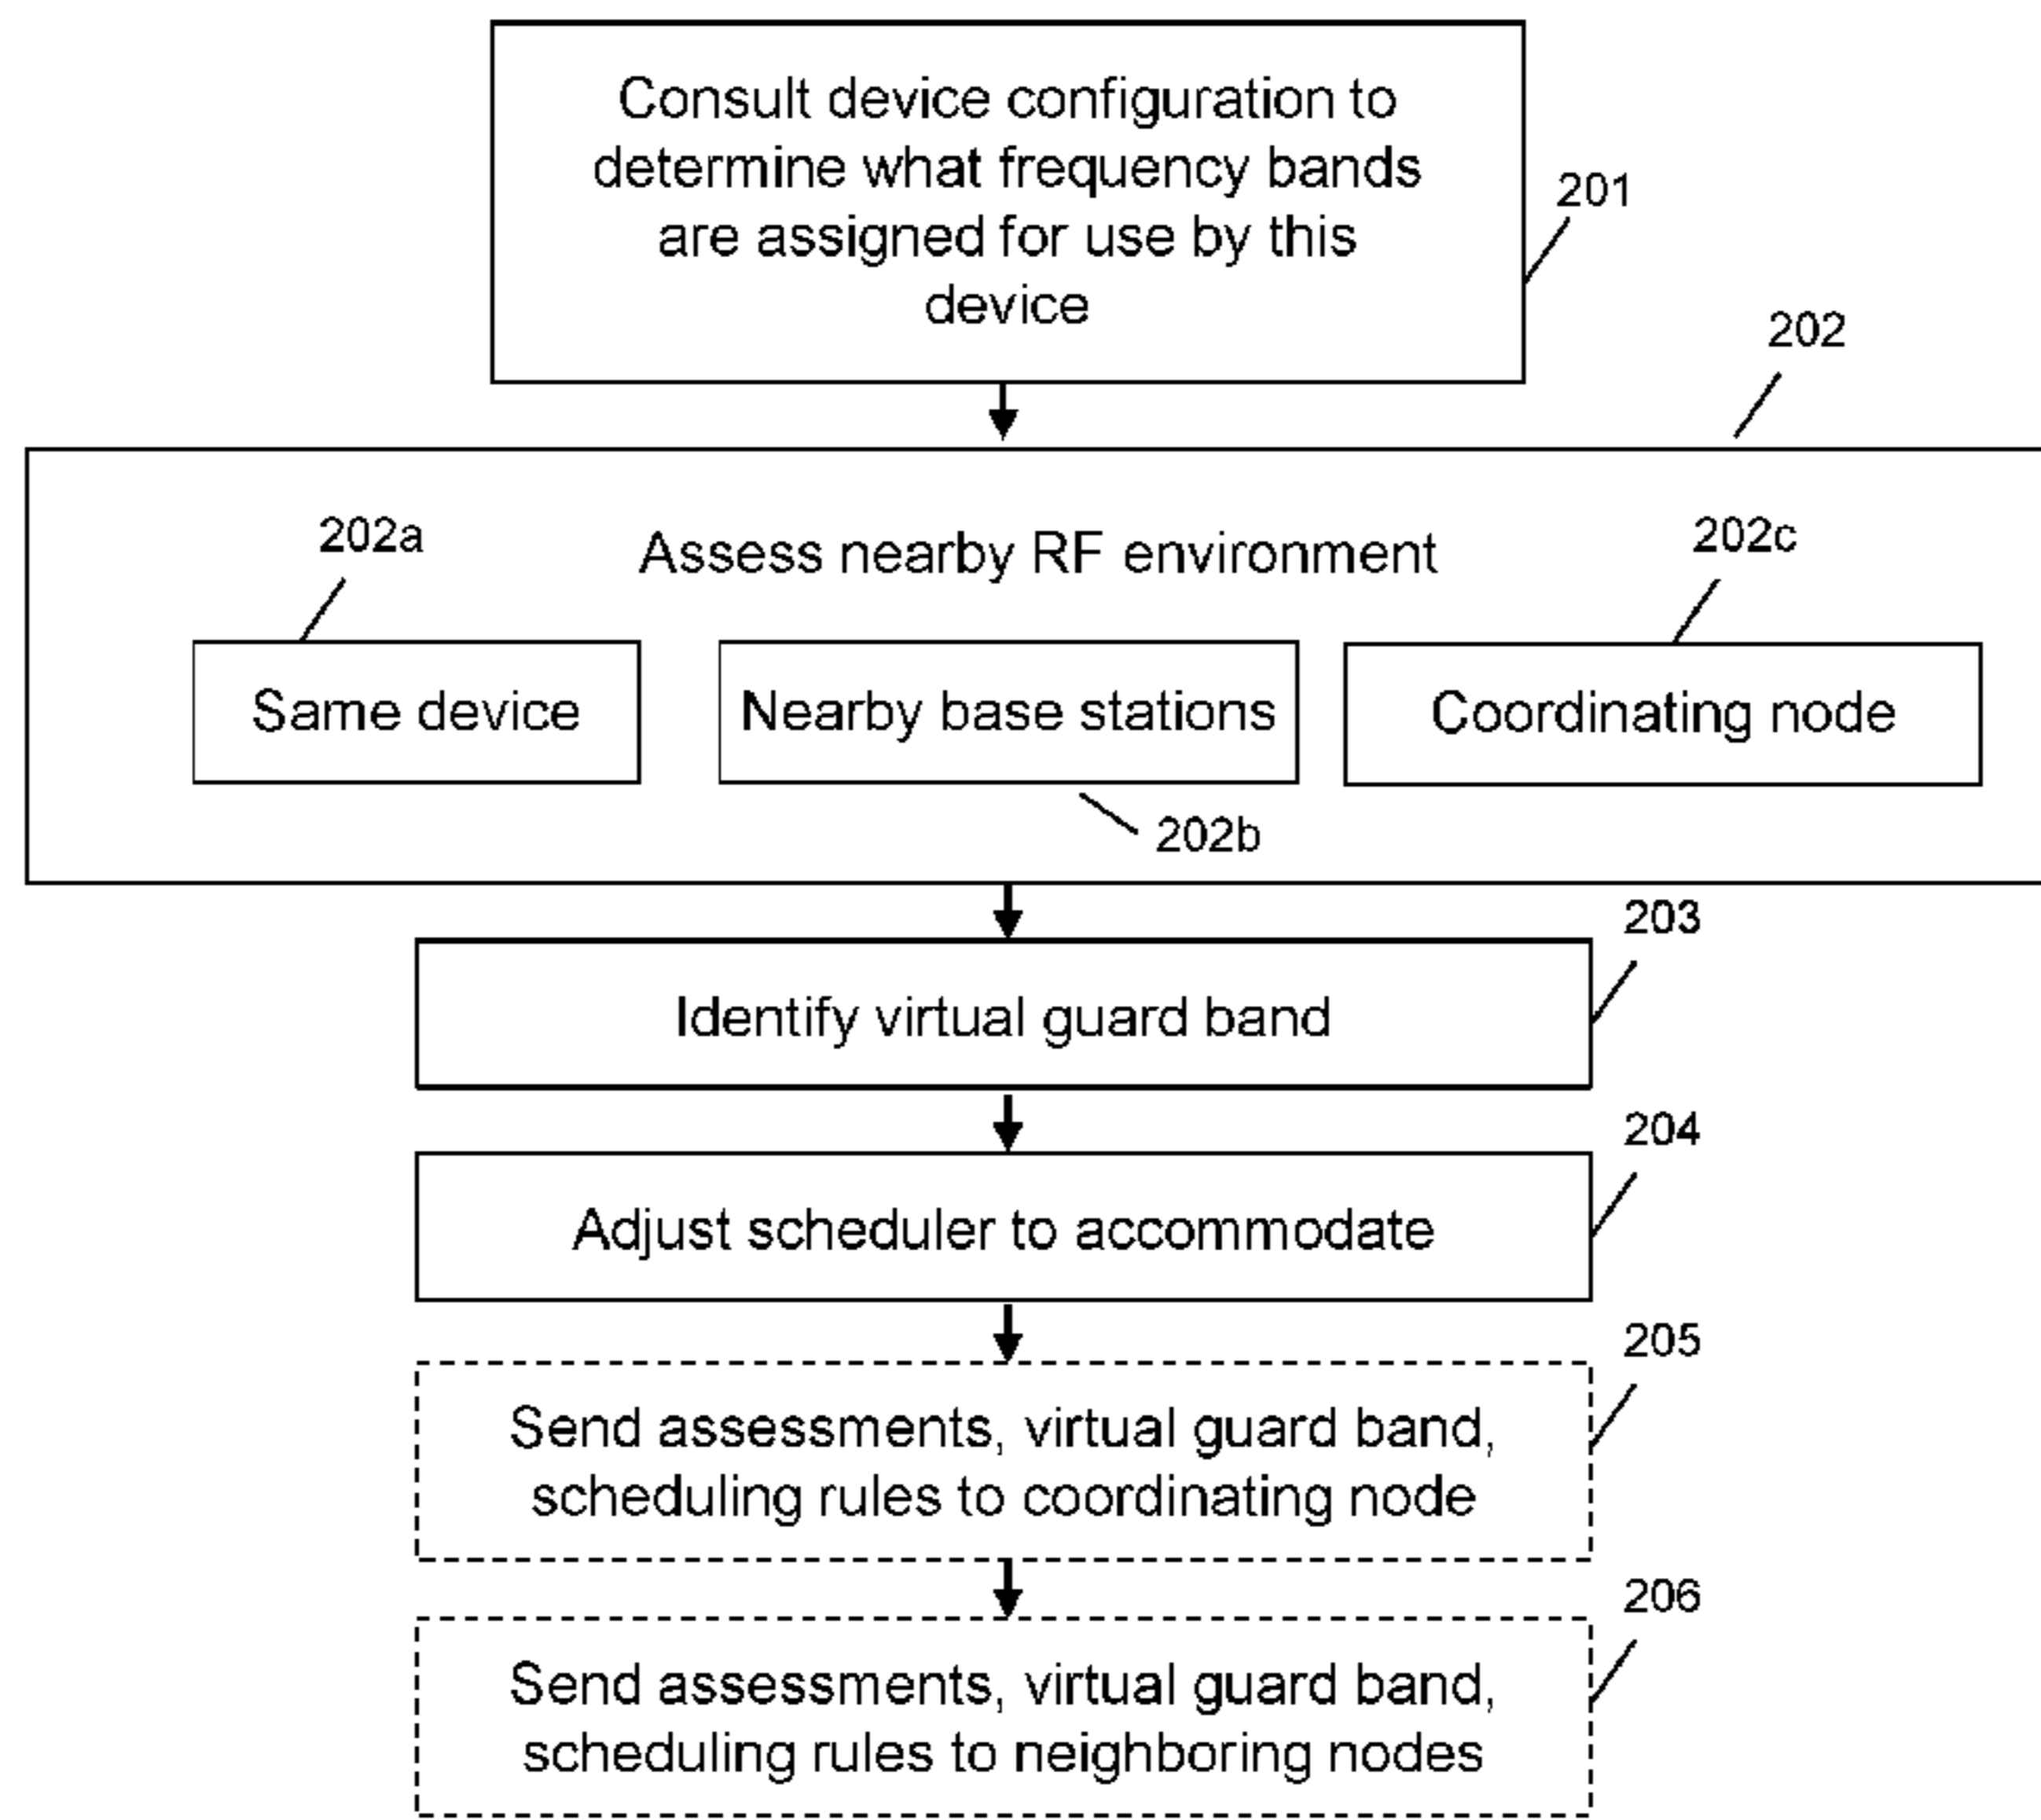 Consult device configuration to
determine what frequency bands
are assigned for use by this
device
201
202
202a
Assess nearby RF environment
202c
Same device
Nearby base stations
Coordinating node
202b
203
Identify virtual guard band
204
Adjust scheduler to accommodate
205
Send assessments, virtual guard band,
scheduling rules to coordinating node
206
Send assessments, virtual guard band,
scheduling rules to neighboring nodes